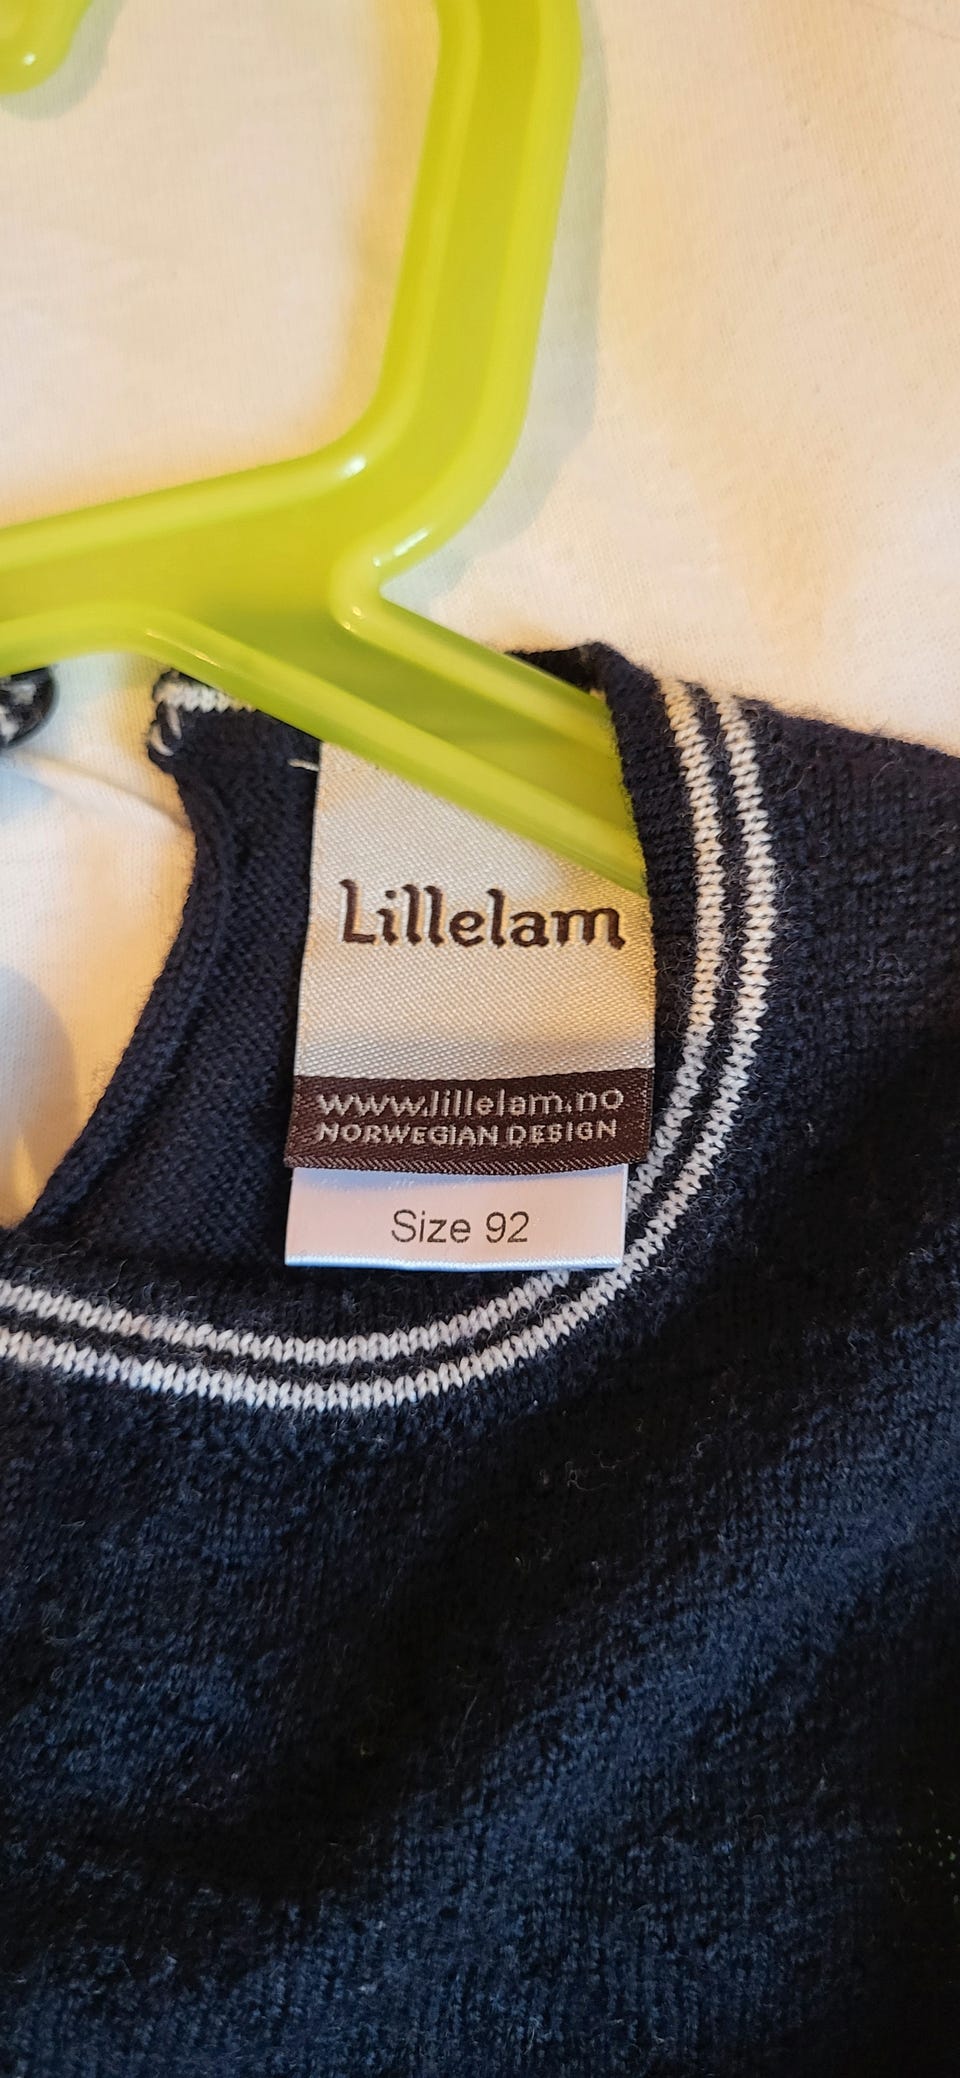 Lillelam
www.lillelam.no
NORWEGIAN DESIGN
Size 92